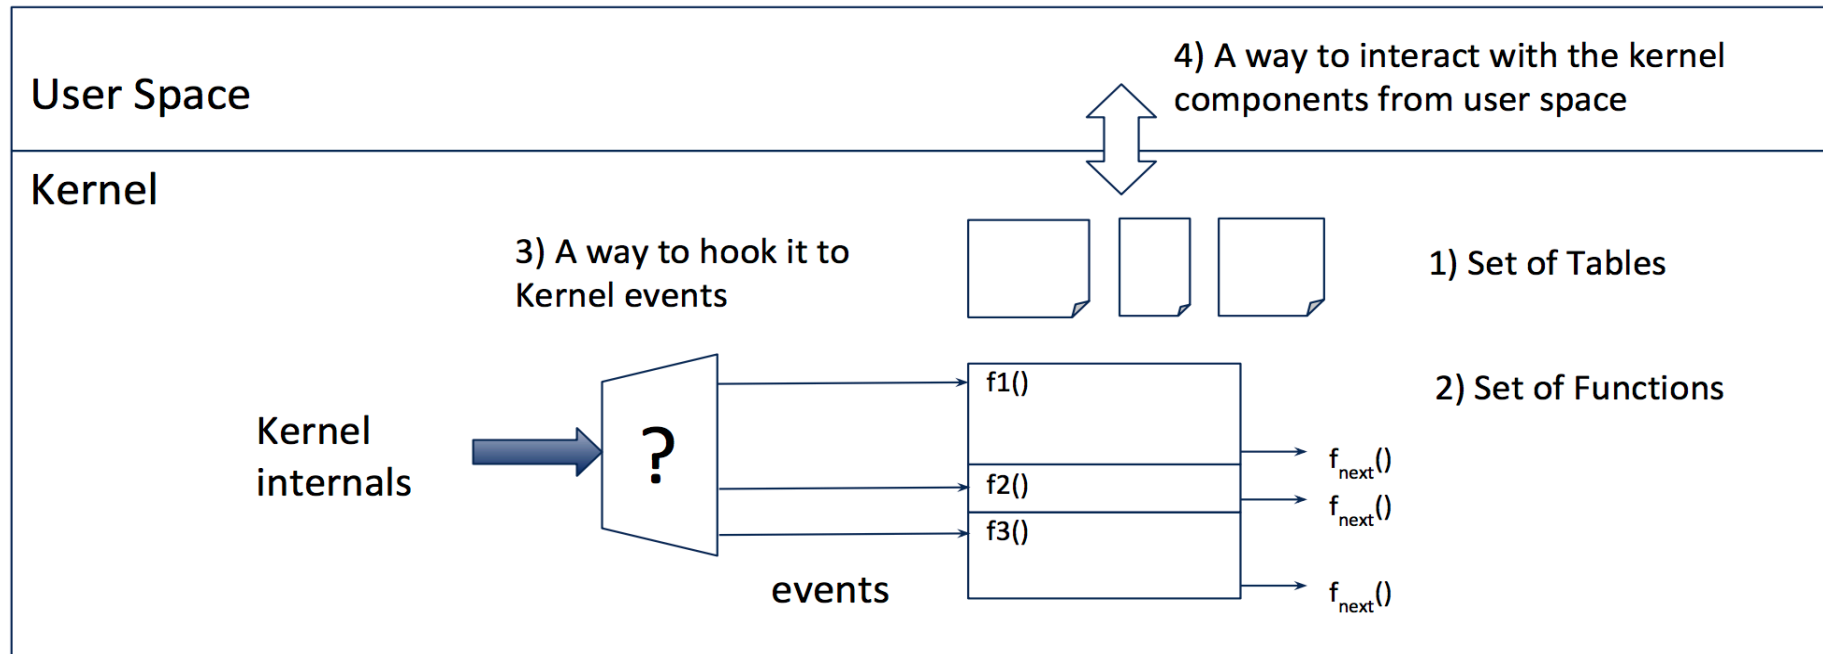 User Space
4) A way to interact with the kernel
components from user space
Kernel
3) A way to hook it to
Kernel events
1) Set of Tables
2) Set of Functions
Kernel
internals
?
events
f1()
f2()
f3()
fnext()
fnext()
fnext()